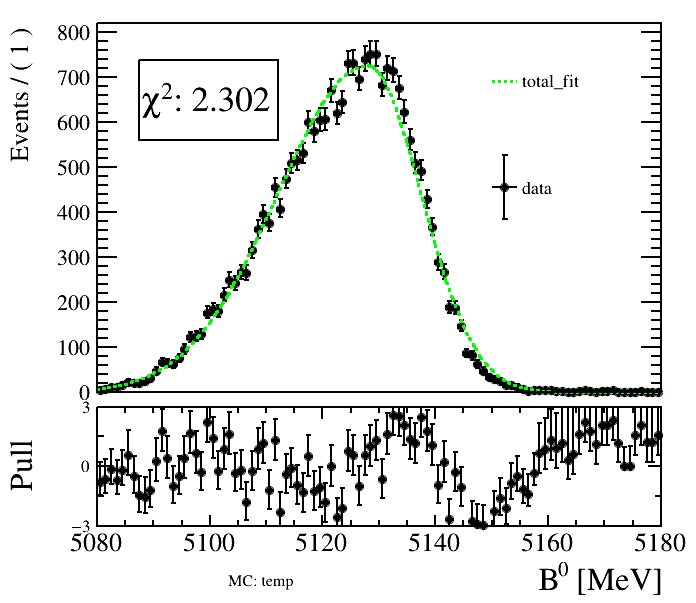 Events / ( 1 )
800
700
600
500
400
300
200
100
0
χ²: 2.302
total_fit
data
Pull
3
0
−3
5080 5100 5120 5140 5160 5180
MC: temp
B⁰ [MeV]